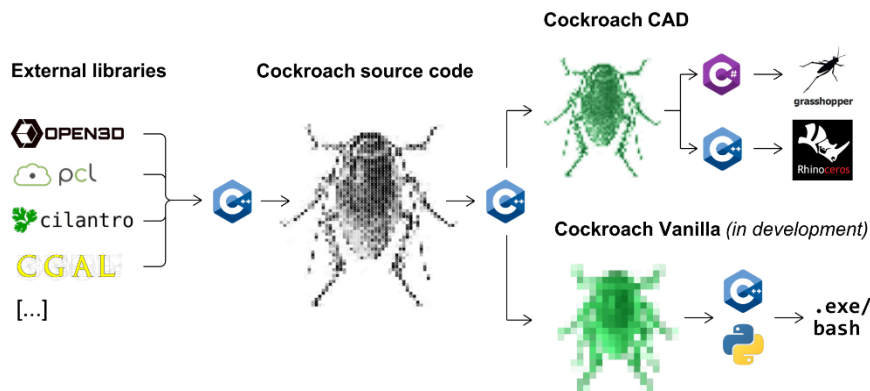 External libraries
OPEN3D
pcl
cilantro
CGAL
[...]
C++
Cockroach source code
C++
Cockroach CAD
C#
grasshopper
C++
Rhinoceros
Cockroach Vanilla (in development)
C++
.exe/
bash